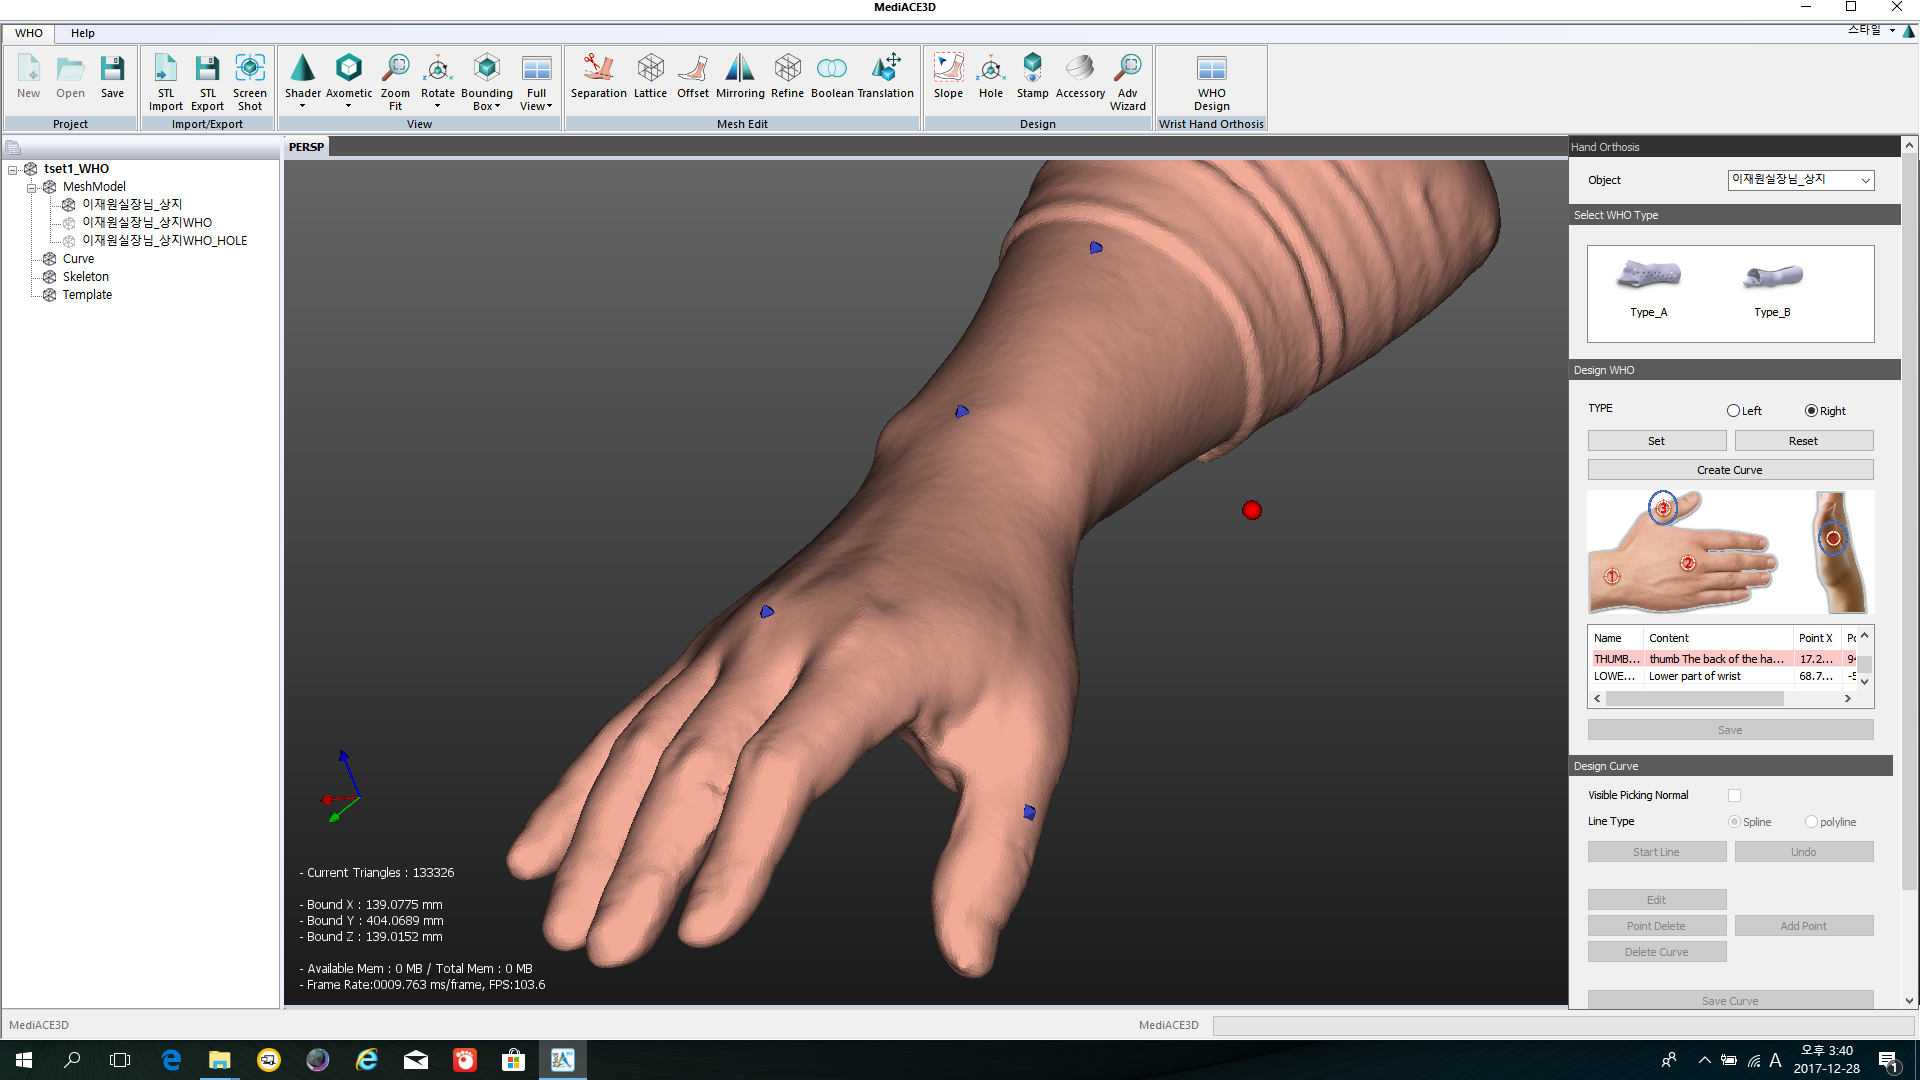 MediACE3D
WHO Help
스타일
New Open Save
STL Import STL Export Screen Shot
Shader Axometic Zoom Fit Rotate Bounding Box Full View
Separation Lattice Offset Mirroring Refine Boolean Translation
Slope Hole Stamp Accessory Adv Wizard
WHO Design
Project Import/Export View Mesh Edit Design Wrist Hand Orthosis
tset1_WHO
MeshModel
이재원실장님_상지
이재원실장님_상지WHO
이재원실장님_상지WHO_HOLE
Curve
Skeleton
Template
PERSP
- Current Triangles : 133326
- Bound X : 139.0775 mm
- Bound Y : 404.0689 mm
- Bound Z : 139.0152 mm
- Available Mem : 0 MB / Total Mem : 0 MB
- Frame Rate:0009.763 ms/frame, FPS:103.6
Hand Orthosis
Object 이재원실장님_상지
Select WHO Type
Type_A Type_B
Design WHO
TYPE Left Right
Set Reset
Create Curve
3
1 2
Name Content Point X Pc
THUMB... thumb The back of the ha... 17.2... 94
LOWE... Lower part of wrist 68.7... -5
Save
Design Curve
Visible Picking Normal
Line Type Spline polyline
Start Line Undo
Edit
Point Delete Add Point
Delete Curve
Save Curve
MediACE3D MediACE3D
A 오후 3:40
2017-12-28
1